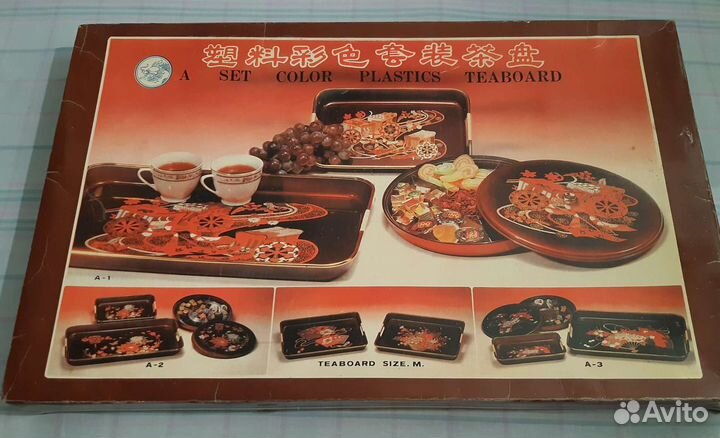 塑料彩色套装茶盘
A SET COLOR PLASTICS TEABOARD
A-1
A-2
TEABOARD SIZE. M.
A-3
Avito